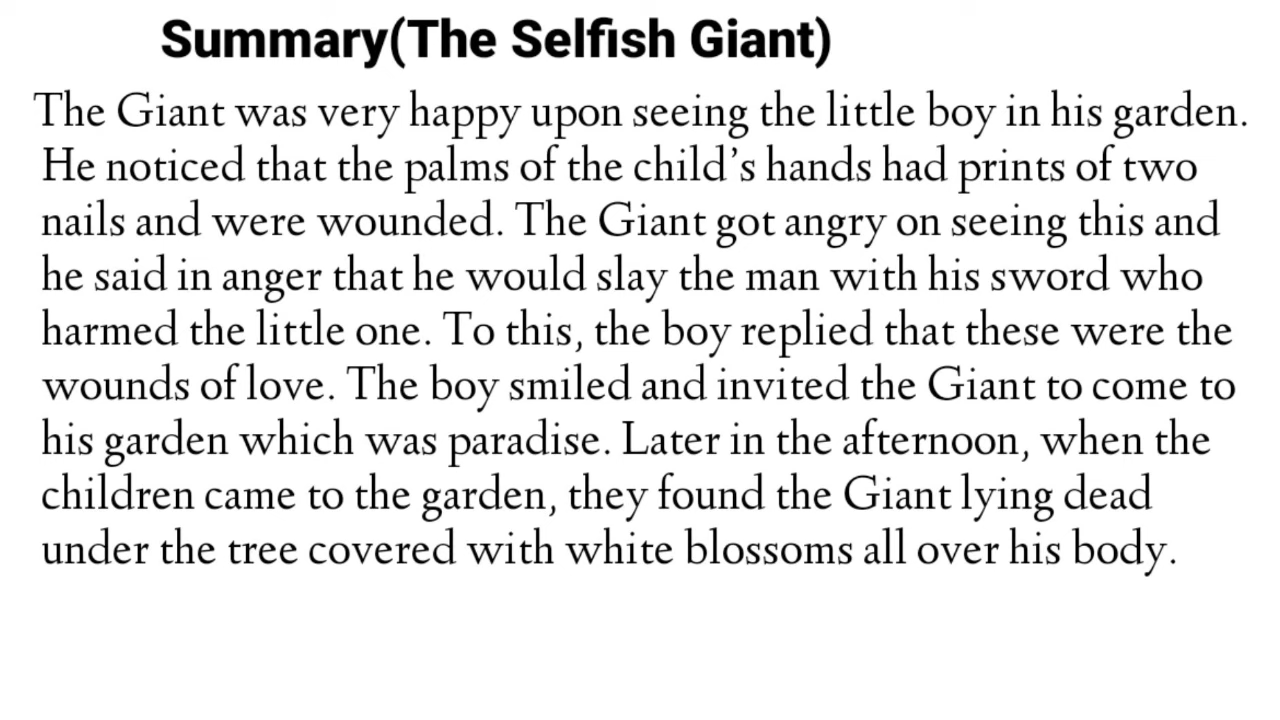 Summary(The Selfish Giant)
The Giant was very happy upon seeing the little boy in his garden.
He noticed that the palms of the child’s hands had prints of two
nails and were wounded. The Giant got angry on seeing this and
he said in anger that he would slay the man with his sword who
harmed the little one. To this, the boy replied that these were the
wounds of love. The boy smiled and invited the Giant to come to
his garden which was paradise. Later in the afternoon, when the
children came to the garden, they found the Giant lying dead
under the tree covered with white blossoms all over his body.